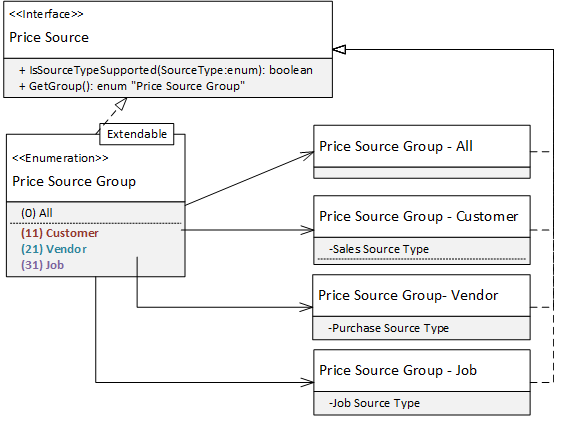 <<Interface>>
Price Source
+ IsSourceTypeSupported(SourceType:enum): boolean
+ GetGroup(): enum "Price Source Group"
Extendable
<<Enumeration>>
Price Source Group
(0) All
(11) Customer
(21) Vendor
(31) Job
Price Source Group - All
Price Source Group - Customer
-Sales Source Type
Price Source Group- Vendor
-Purchase Source Type
Price Source Group - Job
-Job Source Type